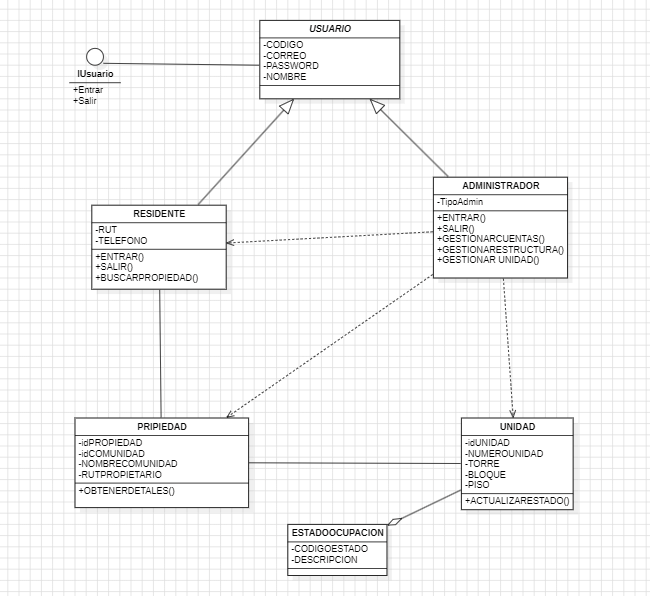 USUARIO
-CODIGO
-CORREO
-PASSWORD
-NOMBRE
IUsuario
+Entrar
+Salir
RESIDENTE
-RUT
-TELEFONO
+ENTRAR()
+SALIR()
+BUSCARPROPIEDAD()
ADMINISTRADOR
-TipoAdmin
+ENTRAR()
+SALIR()
+GESTIONARCUENTAS()
+GESTIONARESTRUCTURA()
+GESTIONAR UNIDAD()
PRIPIEDAD
-idPROPIEDAD
-idCOMUNIDAD
-NOMBRECOMUNIDAD
-RUTPROPIETARIO
+OBTENERDETALES()
UNIDAD
-idUNIDAD
-NUMEROUNIDAD
-TORRE
-BLOQUE
-PISO
+ACTUALIZARESTADO()
ESTADOOCUPACION
-CODIGOESTADO
-DESCRIPCION